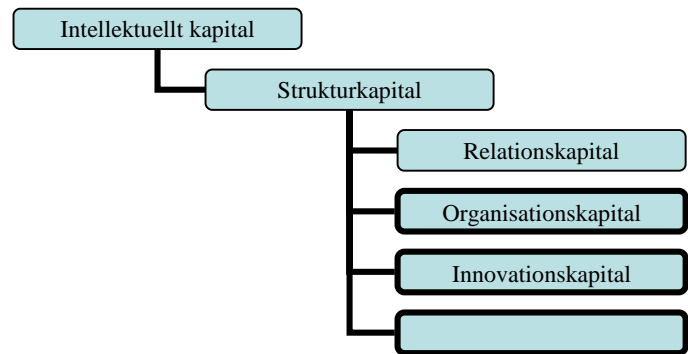 Intellektuellt kapital
Strukturkapital
Relationskapital
Organisationskapital
Innovationskapital